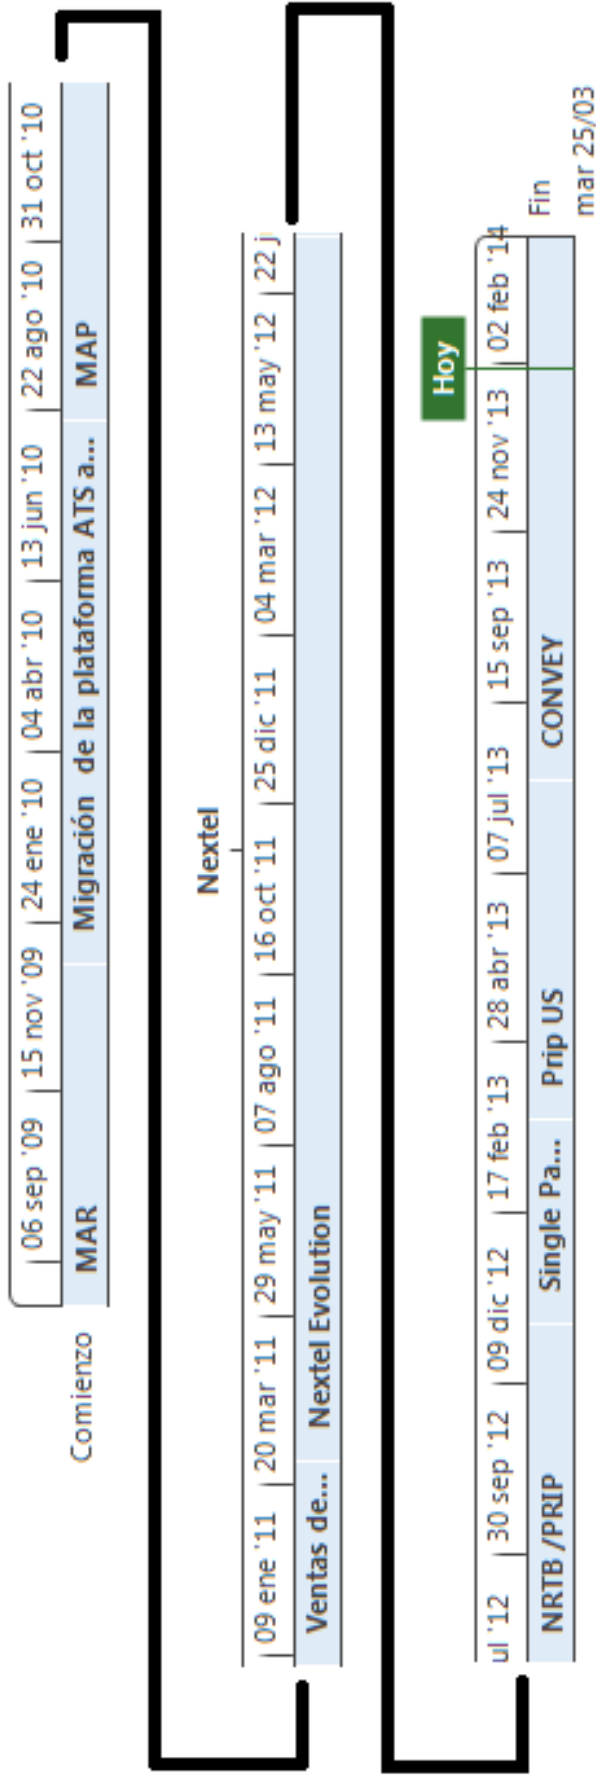 06 sep '09 15 nov '09 24 ene '10 04 abr '10 13 jun '10 22 ago '10 31 oct '10
Comienzo MAR Migración de la plataforma ATS a... MAP
Nextel
09 ene '11 20 mar '11 29 may '11 07 ago '11 16 oct '11 25 dic '11 04 mar '12 13 may '12 22 j
Ventas de... Nextel Evolution
Hoy
ul '12 30 sep '12 09 dic '12 17 feb '13 28 abr '13 07 jul '13 15 sep '13 24 nov '13 02 feb '14
NRTB /PRIP Single Pa... Prip US CONVEY Fin
mar 25/03